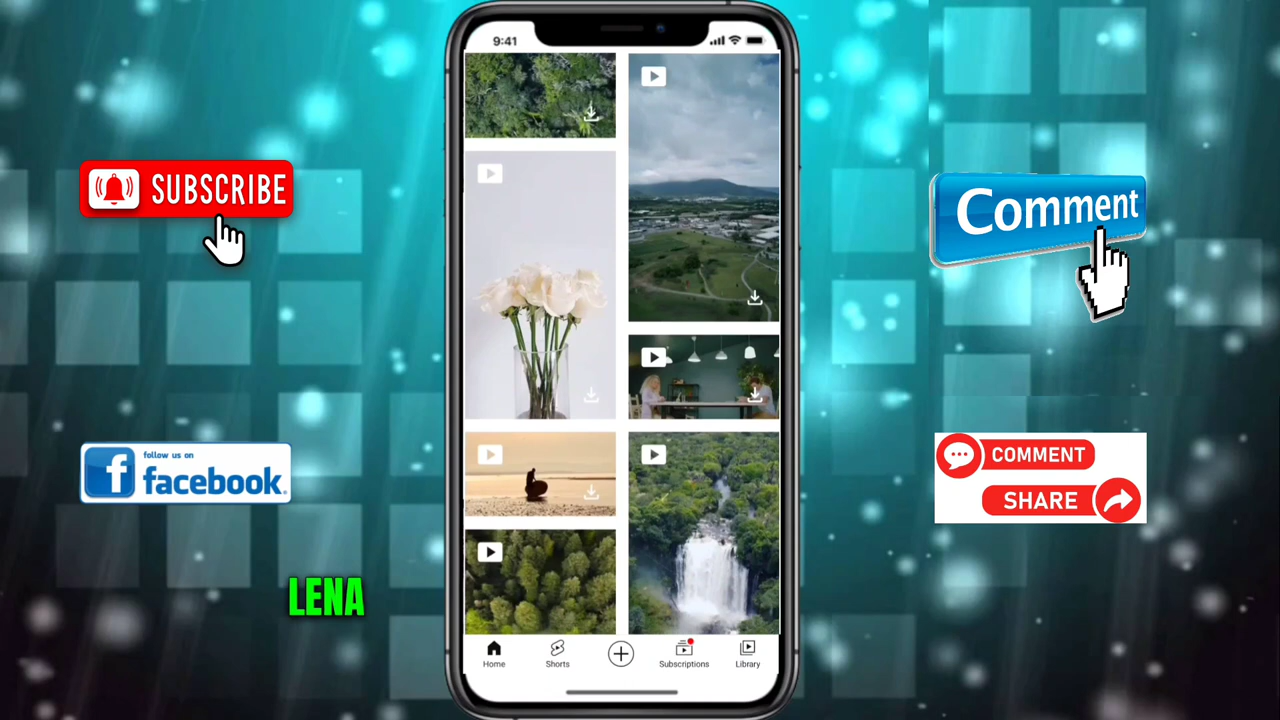 9:41
SUBSCRIBE
Comment
follow us on
facebook.
COMMENT
SHARE
LENA
Home
Shorts
Subscriptions
Library